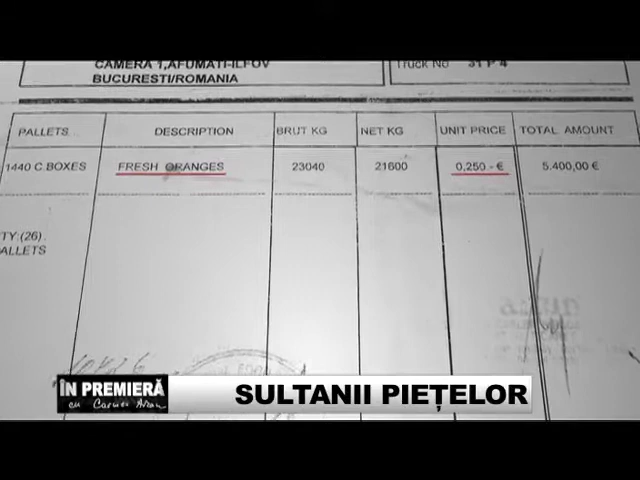 CAMERA 1,AFUMATI-ILFOV
BUCURESTI/ROMANIA
Truck No 31 P 4
PALLETS DESCRIPTION BRUT KG NET KG UNIT PRICE TOTAL AMOUNT
1440 C.BOXES FRESH ORANGES 23040 21600 0,250 - € 5.400,00 €
TY:(26).
ALLETS
ÎN PREMIERĂ
cu Carmen Avram
SULTANII PIEȚELOR